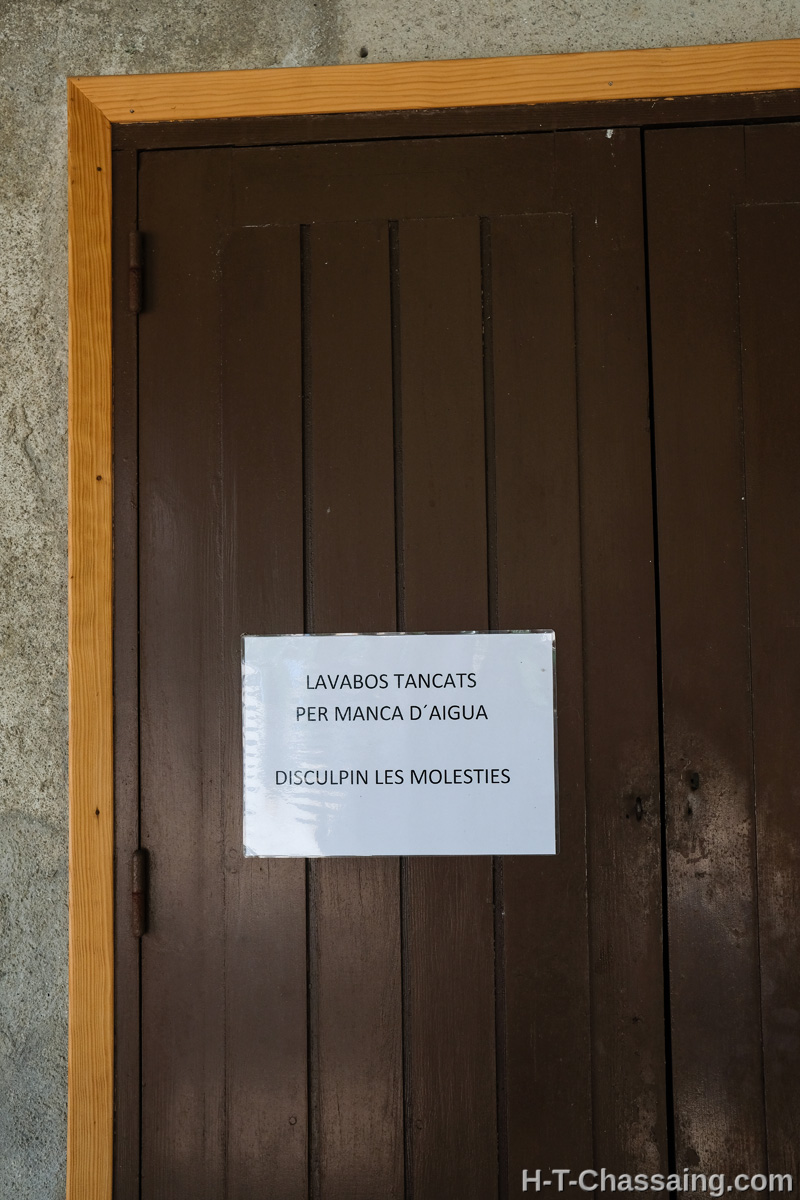 LAVABOS TANCATS
PER MANCA D´AIGUA
DISCULPIN LES MOLESTIES
H-T-Chassaing.com